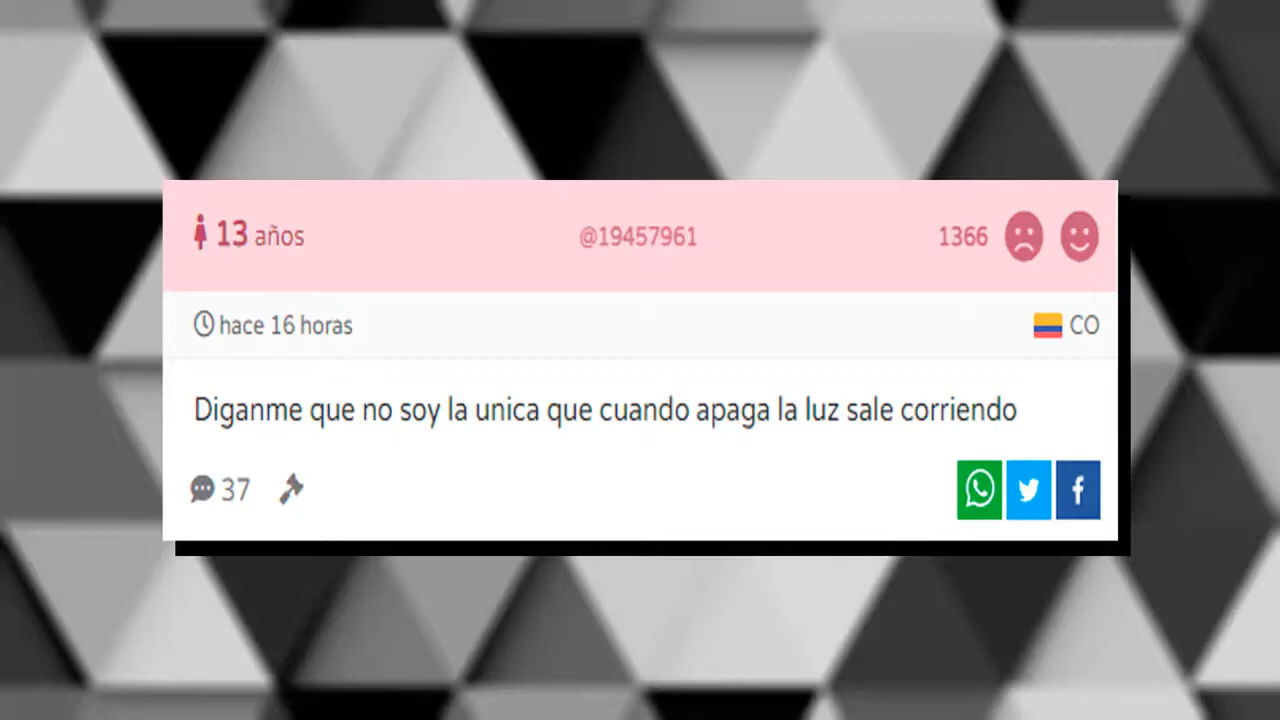 13 años @19457961 1366
hace 16 horas CO
Diganme que no soy la unica que cuando apaga la luz sale corriendo
37